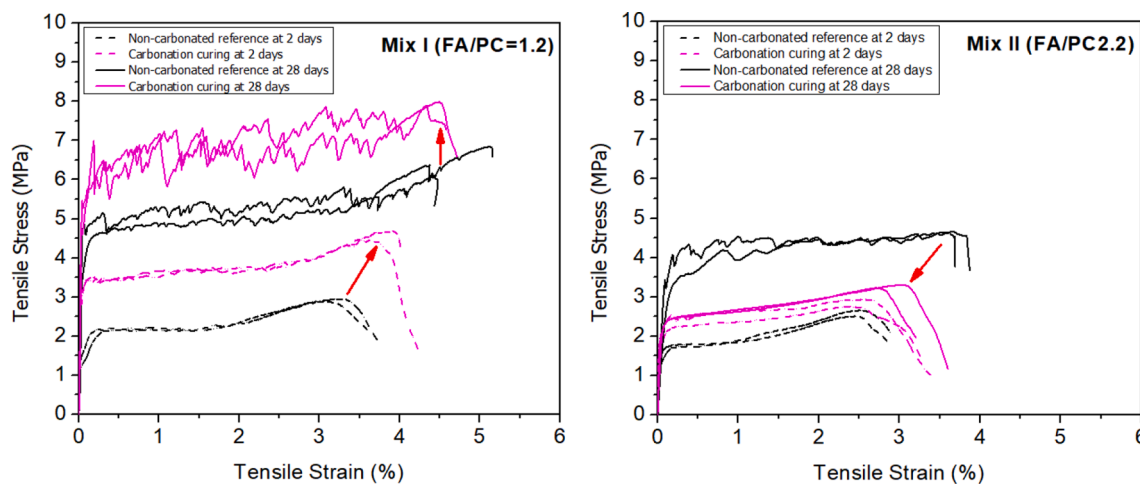 Non-carbonated reference at 2 days
Carbonation curing at 2 days
Non-carbonated reference at 28 days
Carbonation curing at 28 days
Mix I (FA/PC=1.2)
Tensile Stress (MPa)
10
9
8
7
6
5
4
3
2
1
0
0 1 2 3 4 5 6
Tensile Strain (%)
Non-carbonated reference at 2 days
Carbonation curing at 2 days
Non-carbonated reference at 28 days
Carbonation curing at 28 days
Mix II (FA/PC2.2)
Tensile Stress (MPa)
10
9
8
7
6
5
4
3
2
1
0
0 1 2 3 4 5 6
Tensile Strain (%)